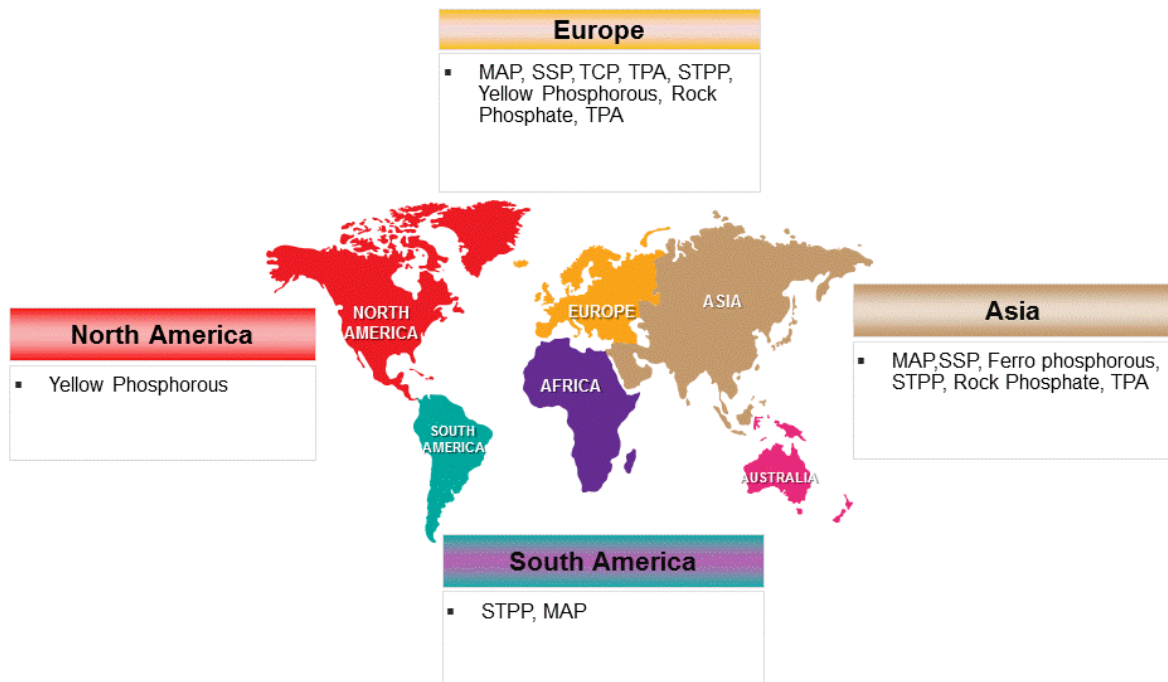 Europe
▪ MAP, SSP, TCP, TPA, STPP,
Yellow Phosphorous, Rock
Phosphate, TPA
NORTH
AMERICA
EUROPE
ASIA
AFRICA
SOUTH
AMERICA
AUSTRALIA
North America
▪ Yellow Phosphorous
Asia
▪ MAP,SSP, Ferro phosphorous,
STPP, Rock Phosphate, TPA
South America
▪ STPP, MAP